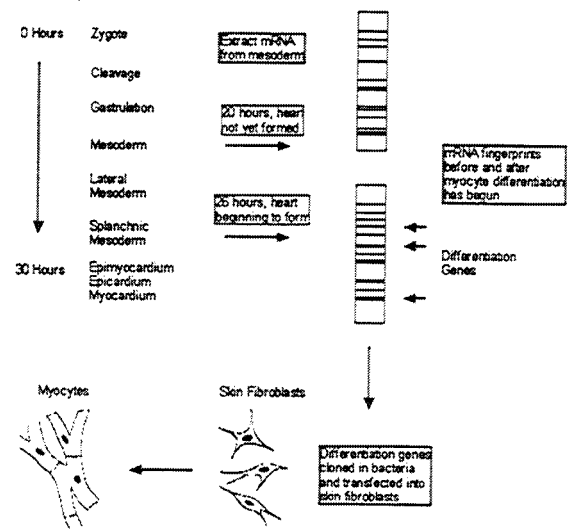 0 Hours
Zygote
Cleavage
Gastrulation
Mesoderm
Lateral
Mesoderm
Splanchnic
Mesoderm
30 Hours
Epimyocardium
Epicardium
Myocardium
Extract mRNA
from mesoderm
20 hours, heart
not yet formed
26 hours, heart
beginning to form
mRNA fingerprints
before and after
myocyte differentiation
has begun
Differentiation
Genes
Myocytes
Skin Fibroblasts
Differentiation genes
cloned in bacteria
and transfected into
skin fibroblasts